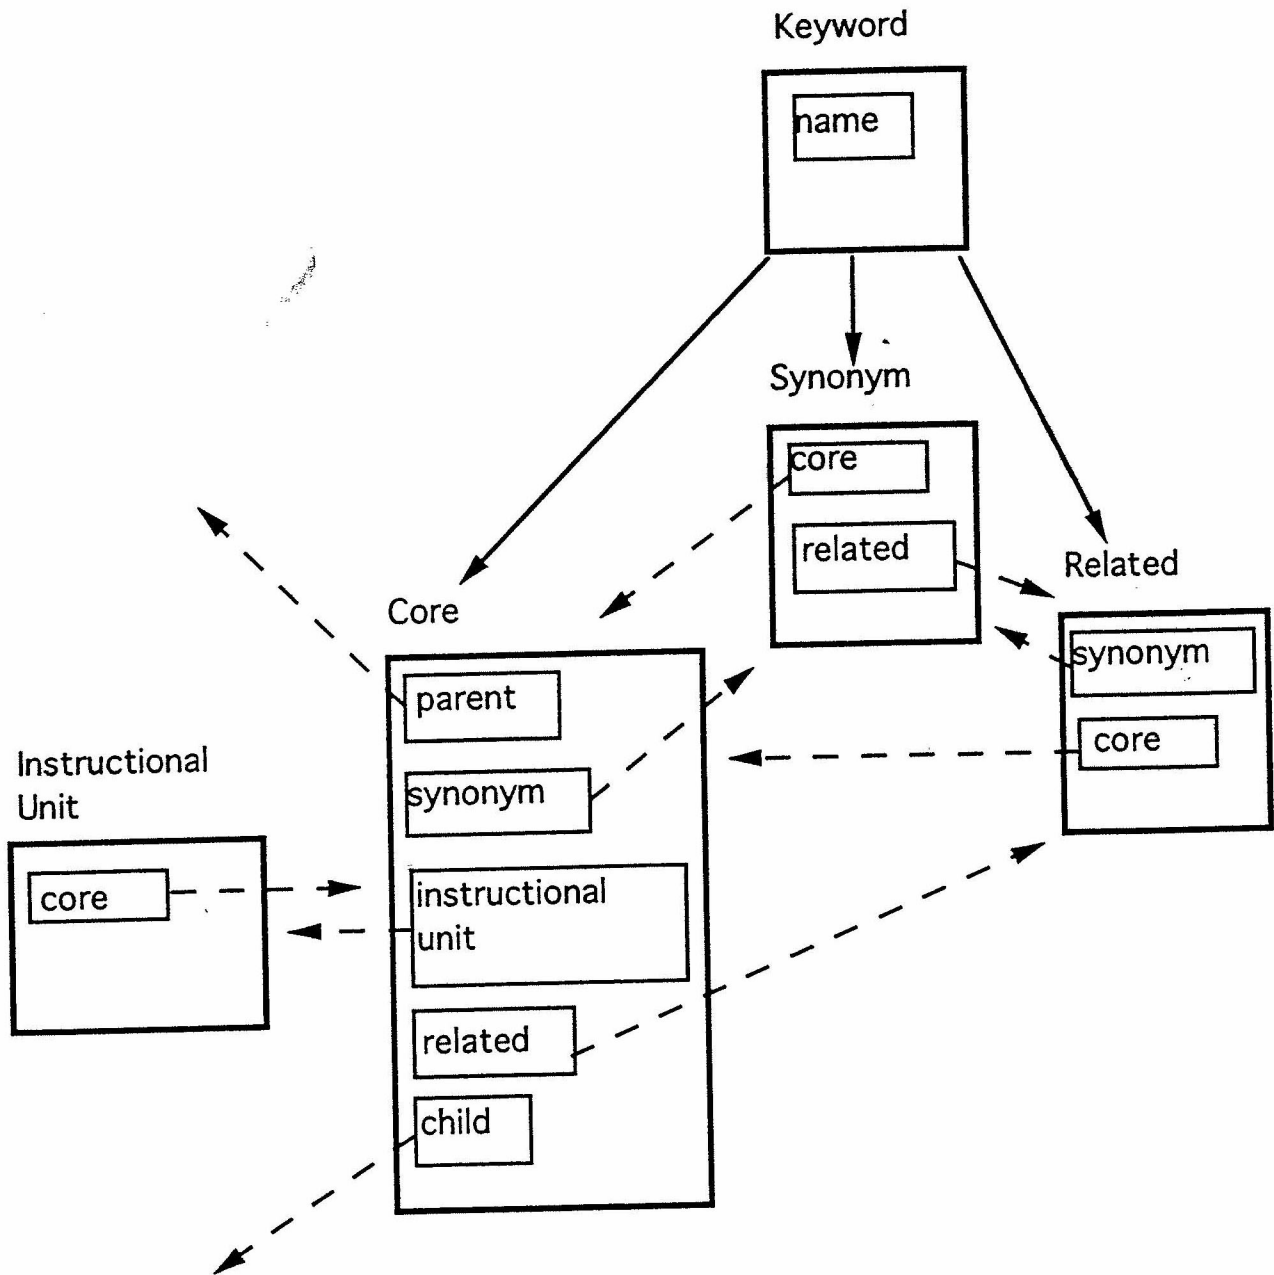 Keyword
name
Synonym
core
related
Related
synonym
core
Core
parent
synonym
instructional
unit
related
child
Instructional
Unit
core